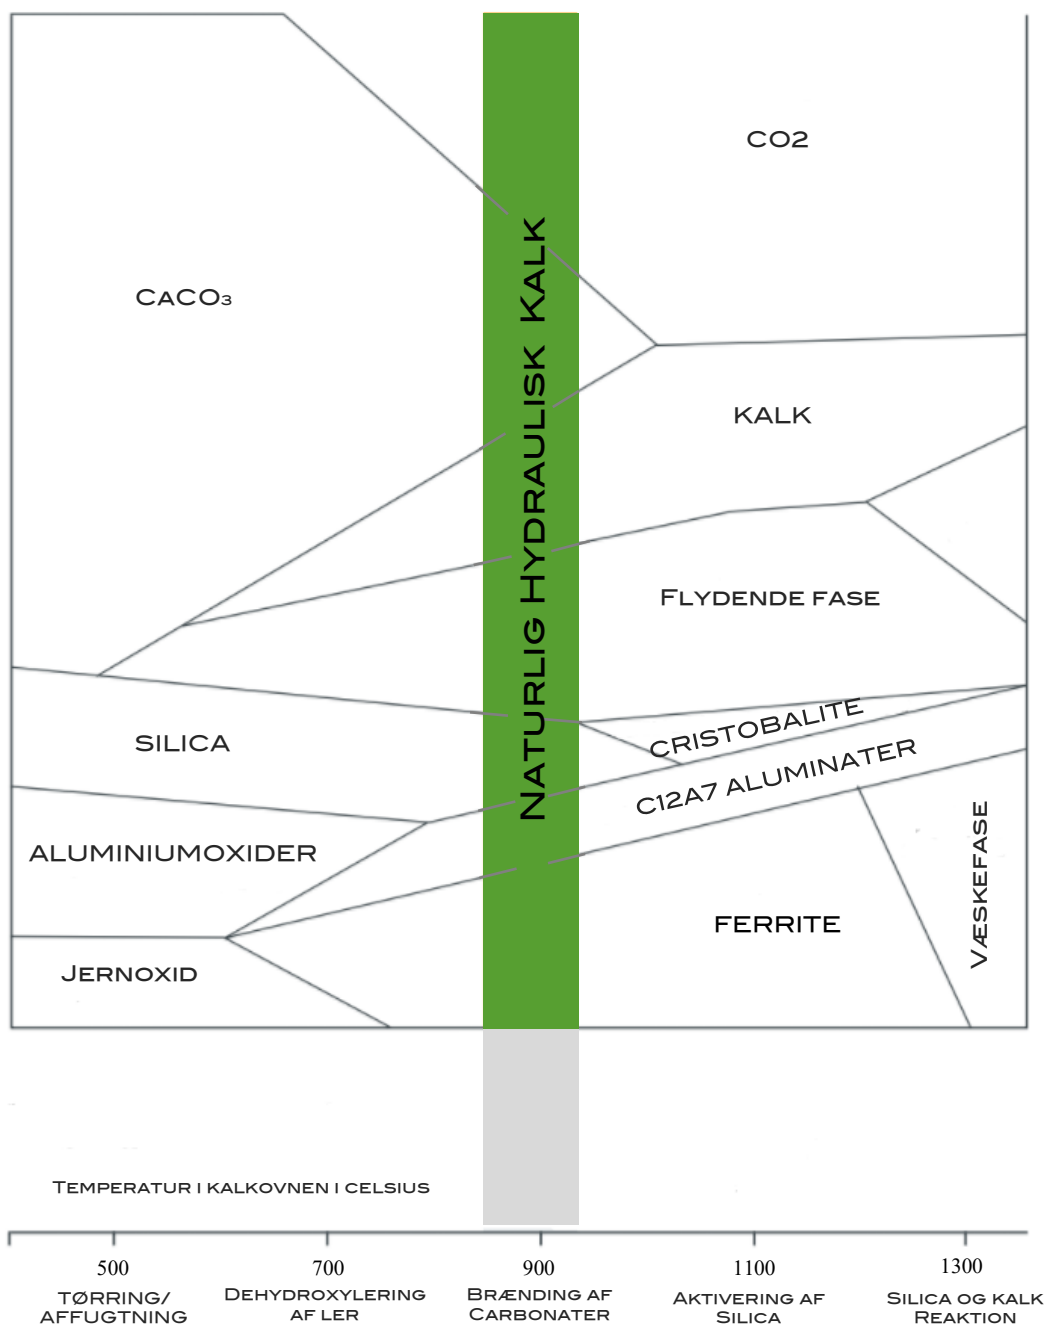 CO2
CaCO₃
Naturlig Hydraulisk Kalk
KALK
Flydende fase
SILICA
CRISTOBALITE
C12A7 ALUMINATER
ALUMINIUMOXIDER
VÆSKEFASE
FERRITE
Jernoxid
Temperatur i kalkovnen i celsius
500 700 900 1100 1300
TØRRING/
AFFUGTNING
Dehydroxylering
af ler
Brænding af
Carbonater
Aktivering af
Silica
Silica og kalk
Reaktion